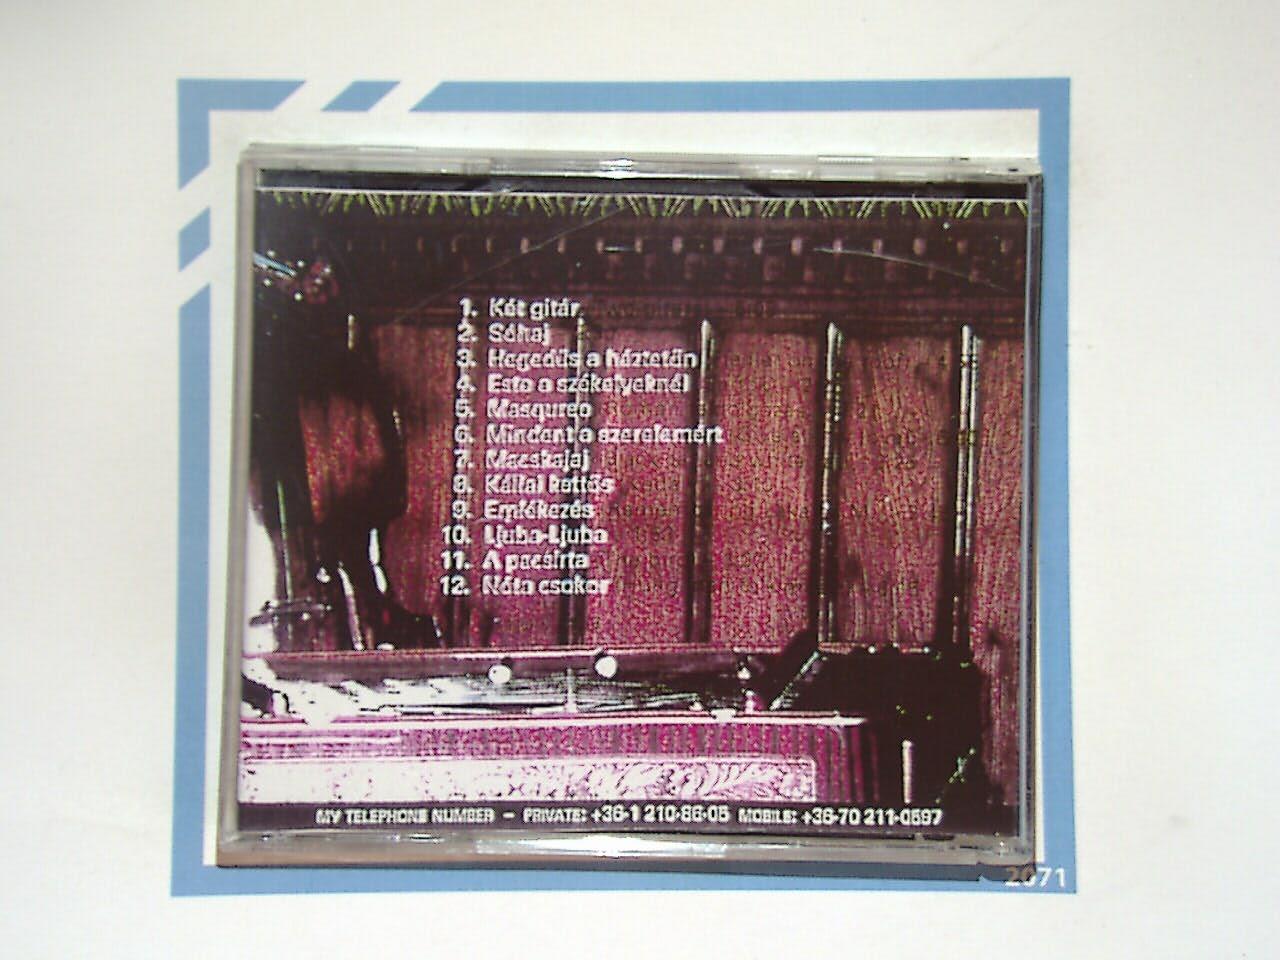 1. Két gitár
2. Sóhaj
3. Hegedűs a háztetőn
4. Este a székelyeknél
5. Masqureo
6. Mindent a szerelemért
7. Macskajaj
8. Kállai kettős
9. Emlékezés
10. Ljuba-Ljuba
11. A pacsirta
12. Nóta csokor
MY TELEPHONE NUMBER - PRIVATE: +36-1 210-86-05 MOBILE: +36-70 211-0597
2071